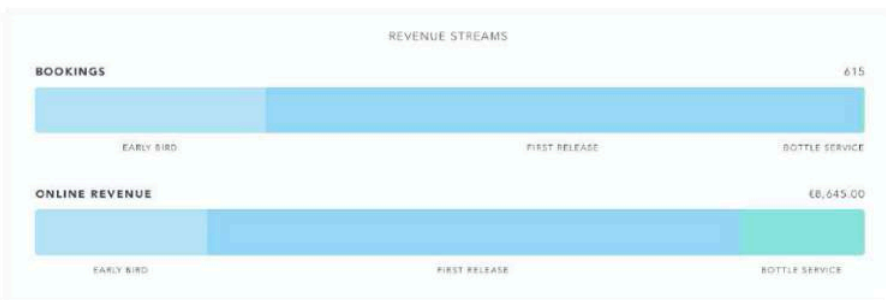 REVENUE STREAMS
BOOKINGS 615
EARLY BIRD FIRST RELEASE BOTTLE SERVICE
ONLINE REVENUE €8,645.00
EARLY BIRD FIRST RELEASE BOTTLE SERVICE